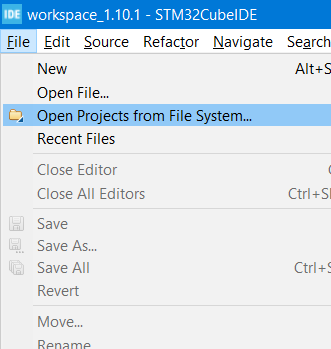 IDE workspace_1.10.1 - STM32CubeIDE
File Edit Source Refactor Navigate Search
New Alt+S
Open File...
Open Projects from File System...
Recent Files
Close Editor
Close All Editors Ctrl+S
Save
Save As...
Save All Ctrl+S
Revert
Move...
Rename